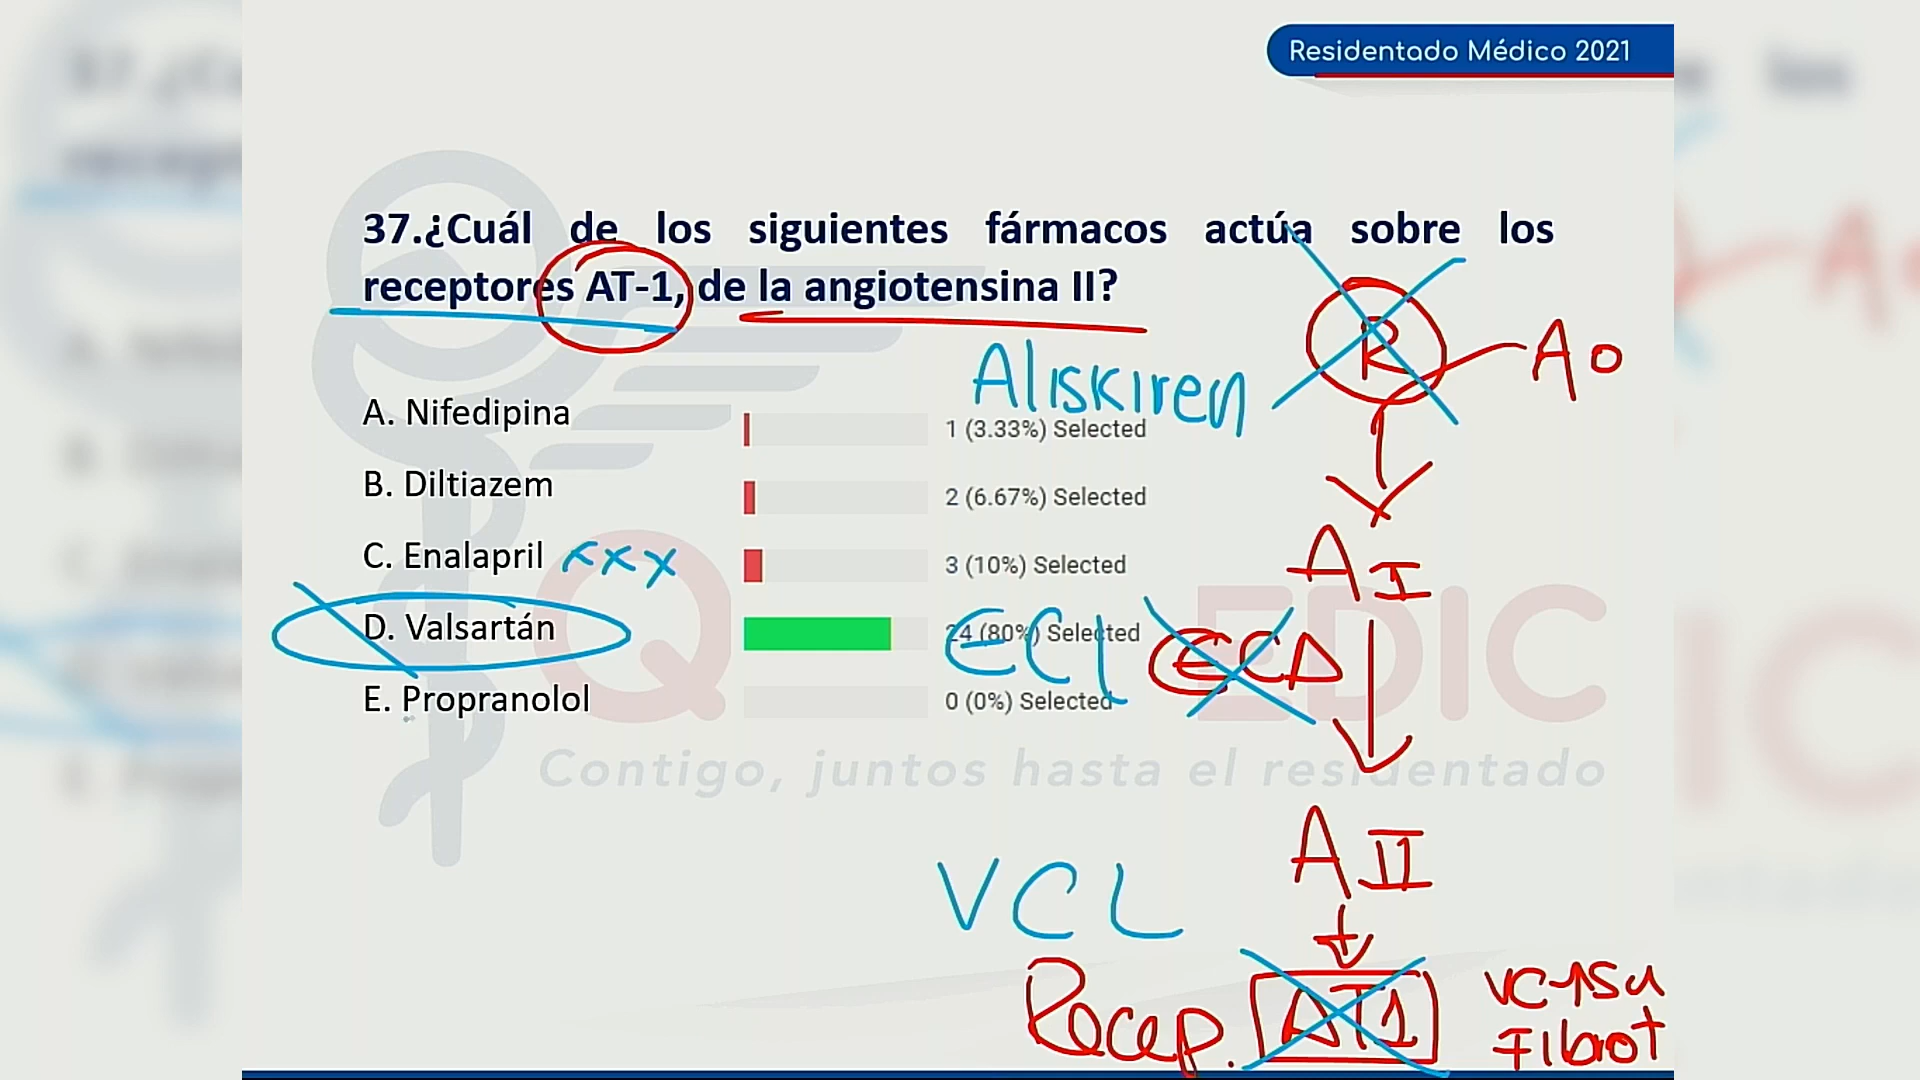 Residentado Médico 2021
37.¿Cuál de los siguientes fármacos actúa sobre los
receptores AT-1, de la angiotensina II?
R
Ao
Aliskiren
A. Nifedipina
1 (3.33%) Selected
B. Diltiazem
2 (6.67%) Selected
AI
C. Enalapril xxx
3 (10%) Selected
D. Valsartán
24 (80%) Selected
ECA
E. Propranolol
0 (0%) Selected
Q EDIC
Contigo, juntos hasta el residentado
AII
Recep. AT1